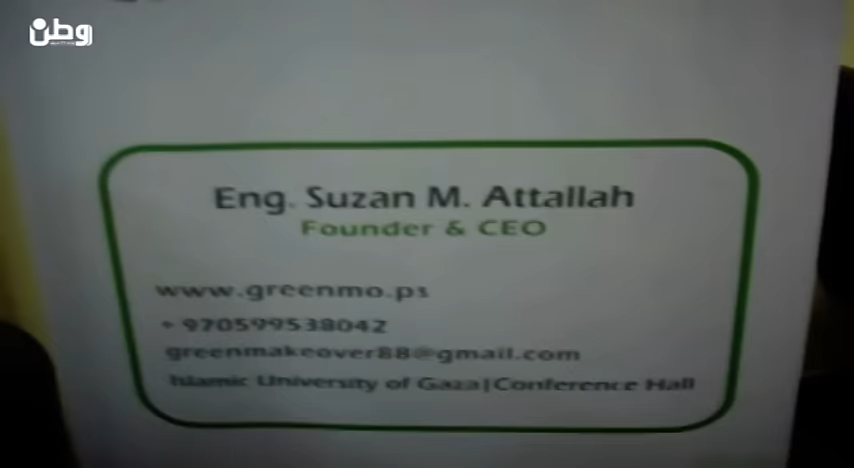 وطن
Eng. Suzan M. Attallah
Founder & CEO
www.greenmo.ps
+ 970599538042
greenmakeover88@gmail.com
Islamic University of Gaza|Conference Hall